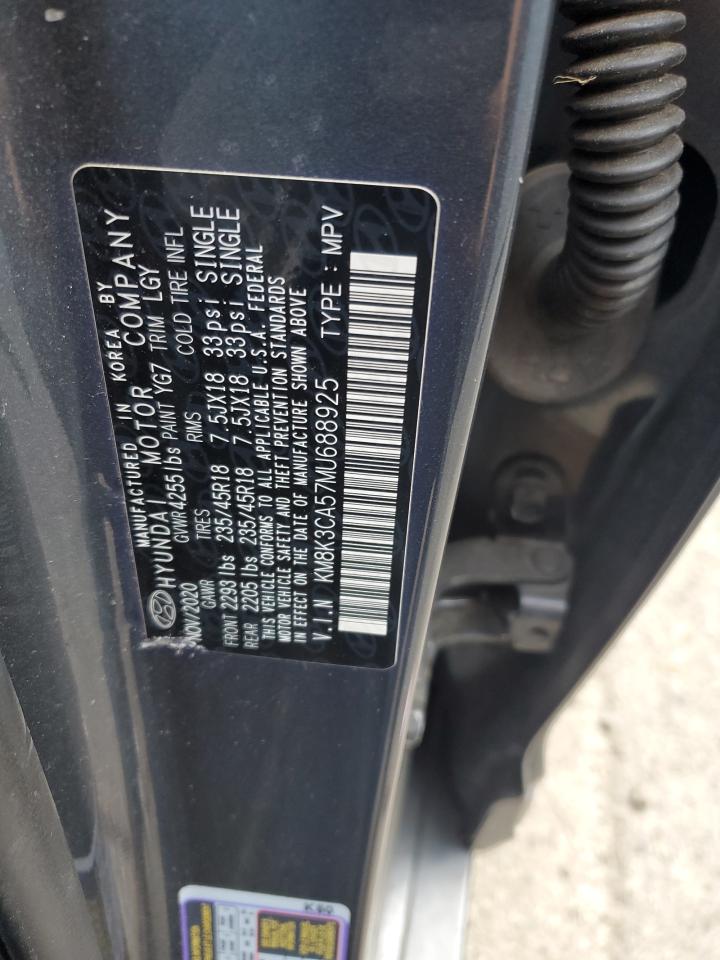 MANUFACTURED IN KOREA BY
HYUNDAI MOTOR COMPANY
NOV/2020 GVWR 4255lbs PAINT YG7 TRIM LGY
GAWR TIRES RMS COLD TIRE INFL
FRONT 2293 lbs 235/45R18 7.5JX18 33psi SINGLE
REAR 2205 lbs 235/45R18 7.5JX18 33psi SINGLE
THIS VEHICLE CONFORMS TO ALL APPLICABLE U.S.A. FEDERAL
MOTOR VEHICLE SAFETY AND THEFT PREVENTION STANDARDS
IN EFFECT ON THE DATE OF MANUFACTURE SHOWN ABOVE
V.I.N KM8K3CA57MU688925 TYPE : MPV